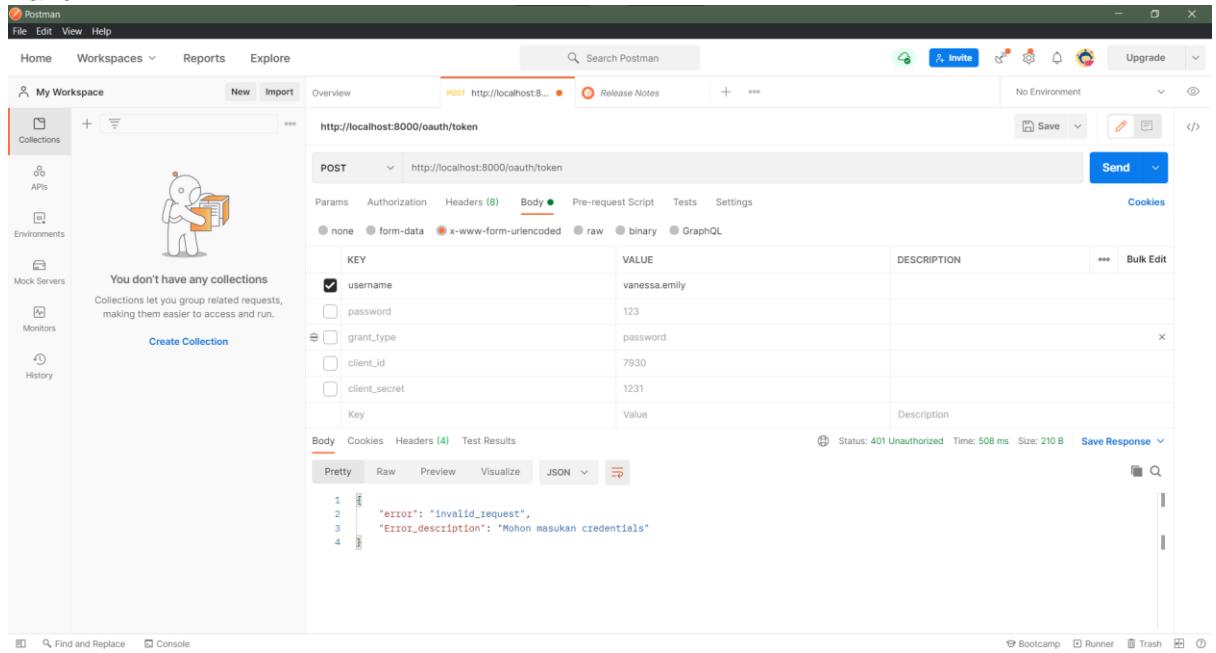 Postman
File Edit View Help
Home Workspaces Reports Explore Search Postman Invite Upgrade
My Workspace New Import Overview POST http://localhost:8... Release Notes No Environment
Collections
APIs
Environments
Mock Servers
Monitors
History
You don't have any collections
Collections let you group related requests,
making them easier to access and run.
Create Collection
http://localhost:8000/oauth/token Save
POST http://localhost:8000/oauth/token Send
Params Authorization Headers (8) Body Pre-request Script Tests Settings Cookies
none form-data x-www-form-urlencoded raw binary GraphQL
KEY VALUE DESCRIPTION Bulk Edit
username vanessa.emily
password 123
grant_type password
client_id 7930
client_secret 1231
Key Value Description
Body Cookies Headers (4) Test Results Status: 401 Unauthorized Time: 508 ms Size: 210 B Save Response
Pretty Raw Preview Visualize JSON
1 {
2 "error": "invalid_request",
3 "Error_description": "Mohon masukan credentials"
4 }
Find and Replace Console Bootcamp Runner Trash